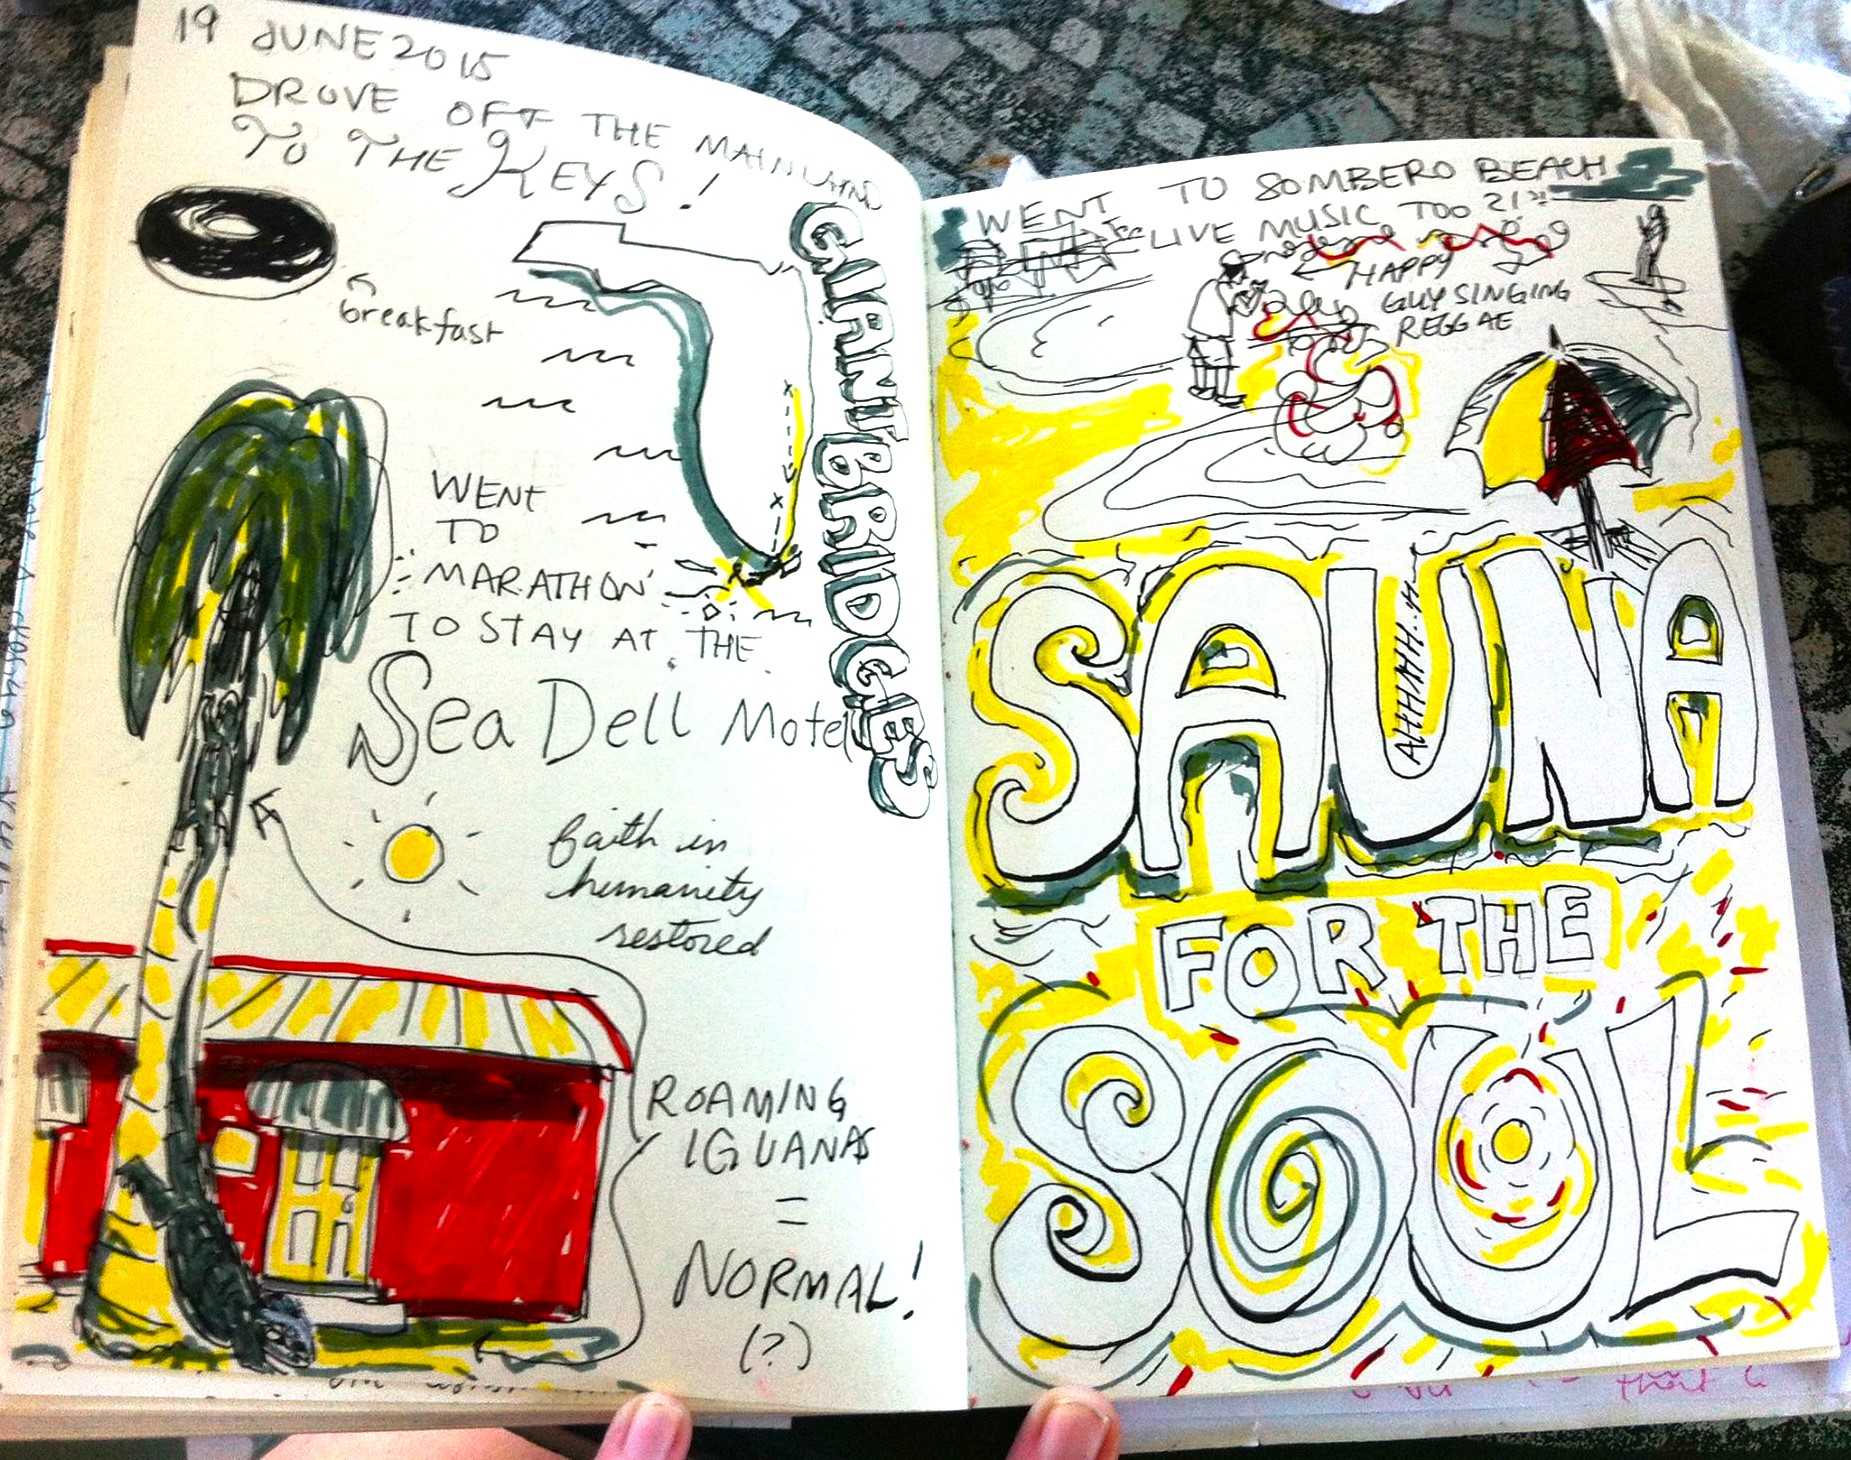 19 JUNE 2015
DROVE OFF THE MAINLAND
TO THE KEYS!
breakfast
GIANT BRIDGES
WENT
TO
MARATHON
TO STAY AT THE
Sea Dell Motel
faith in
humanity
restored
ROAMING
IGUANAS
=
NORMAL!
(?)
WENT TO SOMBERO BEACH
LIVE MUSIC TOO 21?!
HAPPY
GUY SINGING
REGGAE
SAUNA
AHHHHH...
FOR THE
SOUL